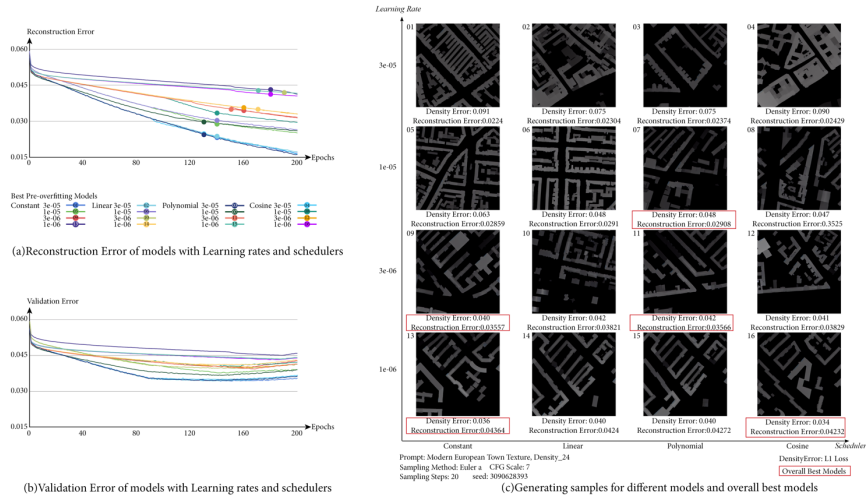 Reconstruction Error
0.060
0.045
0.030
0.015
0
40
80
120
160
200
Epochs
Best Pre-overfitting Models
Constant 3e-05 Linear 3e-05 Polynomial 3e-05 Cosine 3e-05
1e-05 1e-05 1e-05 1e-05
3e-06 3e-06 3e-06 3e-06
1e-06 1e-06 1e-06 1e-06
(a)Reconstruction Error of models with Learning rates and schedulers
Validation Error
0.060
0.045
0.030
0.015
0
40
80
120
160
200
Epochs
(b)Validation Error of models with Learning rates and schedulers
Learning Rate
3e-05
01
Density Error: 0.091
Reconstruction Error:0.0224
02
Density Error: 0.075
Reconstruction Error:0.02304
03
Density Error: 0.075
Reconstruction Error:0.02374
04
Density Error: 0.090
Reconstruction Error:0.02429
1e-05
05
Density Error: 0.063
Reconstruction Error:0.02859
06
Density Error: 0.048
Reconstruction Error:0.0291
07
Density Error: 0.048
Reconstruction Error:0.02908
08
Density Error: 0.047
Reconstruction Error:0.3525
3e-06
09
Density Error: 0.040
Reconstruction Error:0.03557
10
Density Error: 0.042
Reconstruction Error:0.03821
11
Density Error: 0.042
Reconstruction Error:0.03566
12
Density Error: 0.041
Reconstruction Error:0.03829
1e-06
13
Density Error: 0.036
Reconstruction Error:0.04364
14
Density Error: 0.040
Reconstruction Error:0.0424
15
Density Error: 0.040
Reconstruction Error:0.04272
16
Density Error: 0.034
Reconstruction Error:0.04232
Constant
Linear
Polynomial
Cosine
Scheduler
Prompt: Modern European Town Texture, Density_24
Sampling Method: Euler a CFG Scale: 7
Sampling Steps: 20 seed: 3090628393
DensityError: L1 Loss
Overall Best Models
(c)Generating samples for different models and overall best models